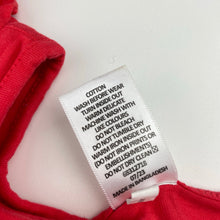 COTTON
WASH BEFORE WEAR
TURN INSIDE OUT
WARM DELICATE
MACHINE WASH WITH
LIKE COLOURS
DO NOT BLEACH
DO NOT TUMBLE DRY
WARM IRON INSIDE OUT
DO NOT IRON PRINTS OR
EMBELLISHMENTS
DO NOT DRY CLEAN
07/23
MADE IN BANGLADESH